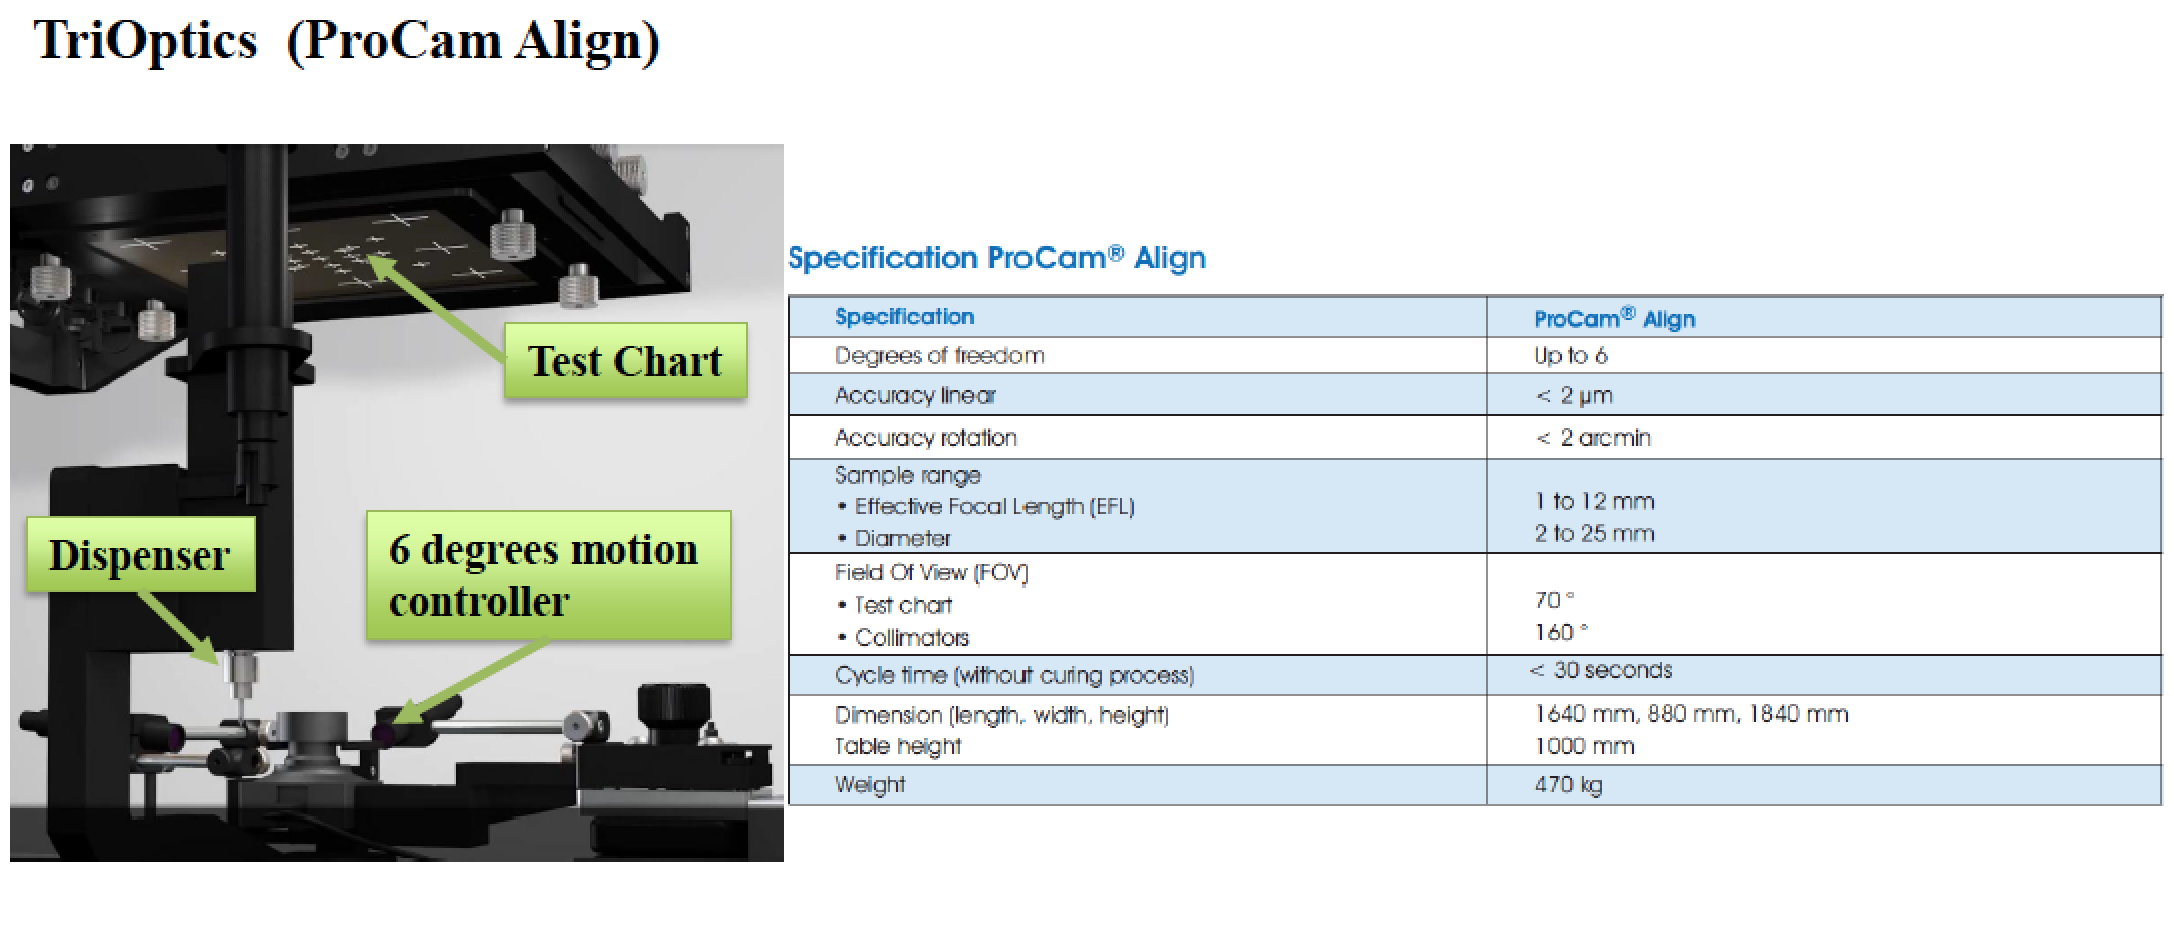 TriOptics (ProCam Align)
Test Chart
Dispenser
6 degrees motion
controller
Specification ProCam® Align
Specification
ProCam® Align
Degrees of freedom
Up to 6
Accuracy linear
< 2 µm
Accuracy rotation
< 2 arcmin
Sample range
• Effective Focal Length (EFL)
1 to 12 mm
• Diameter
2 to 25 mm
Field Of View (FOV)
• Test chart
70 °
• Collimators
160 °
Cycle time (without curing process)
< 30 seconds
Dimension (length, width, height)
1640 mm, 880 mm, 1840 mm
Table height
1000 mm
Weight
470 kg